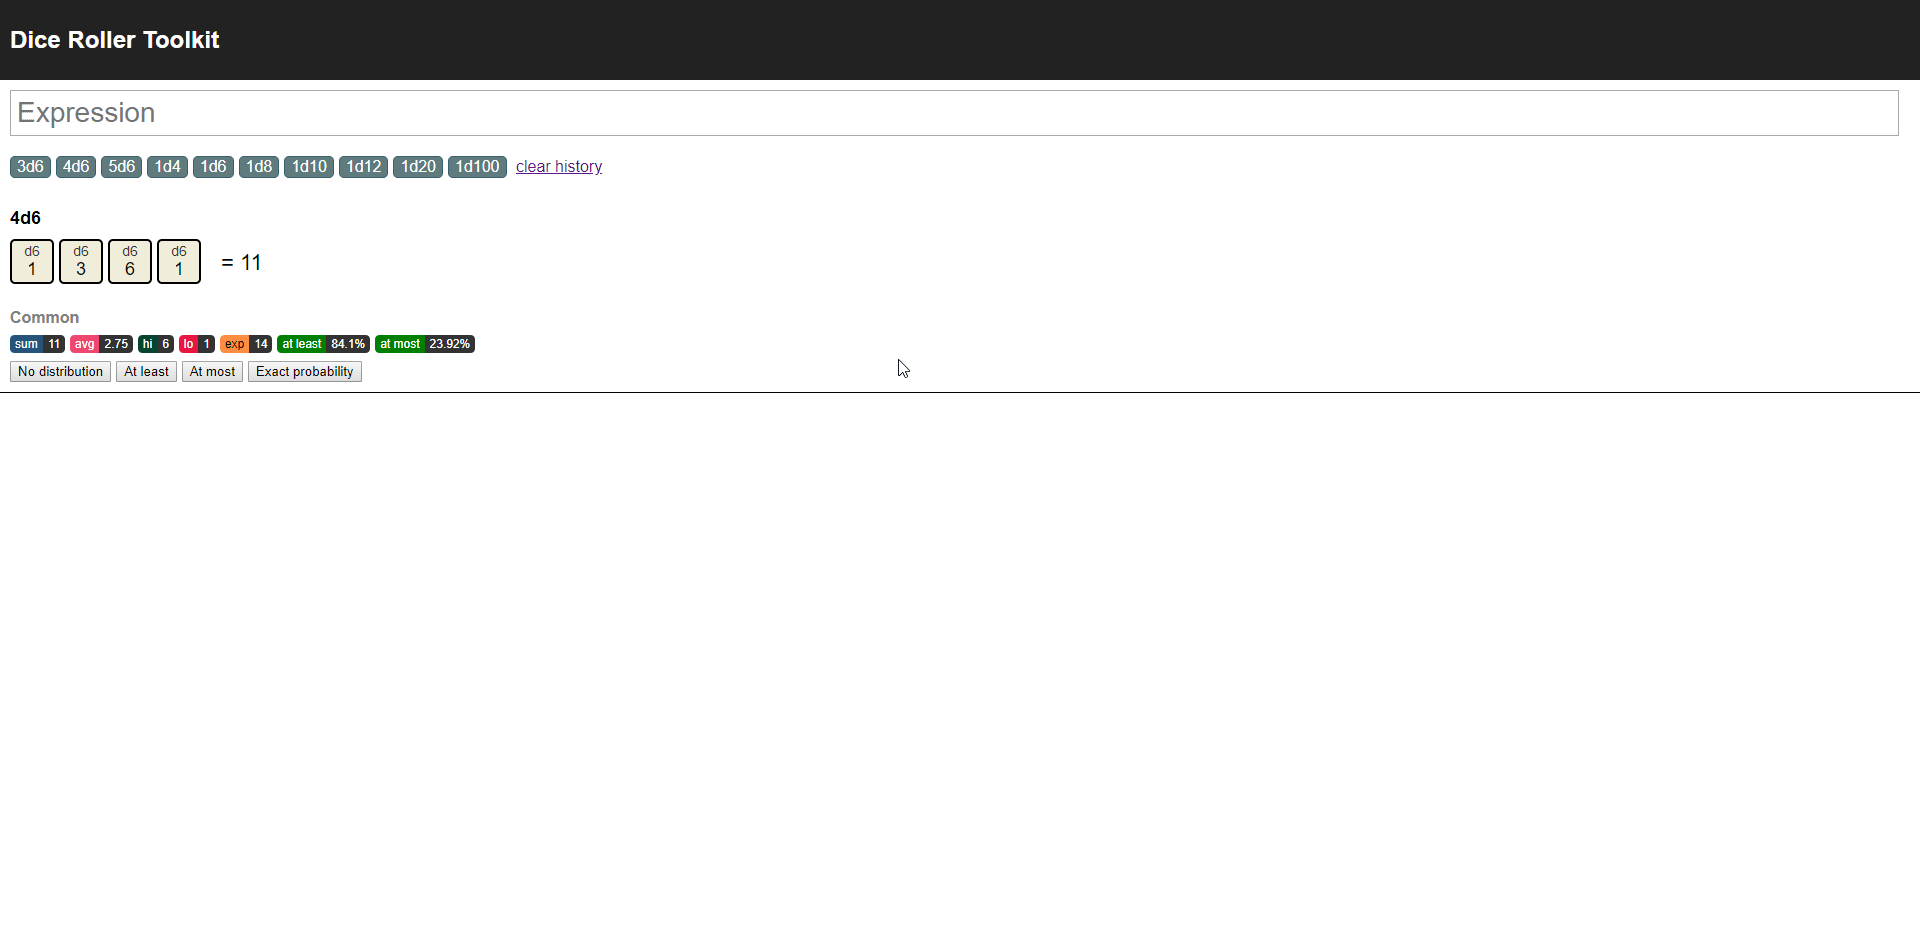 Dice Roller Toolkit
Expression
3d6 4d6 5d6 1d4 1d6 1d8 1d10 1d12 1d20 1d100 clear history
4d6
d6 d6 d6 d6
1 3 6 1 = 11
Common
sum 11 avg 2.75 hi 6 lo 1 exp 14 at least 84.1% at most 23.92%
No distribution At least At most Exact probability